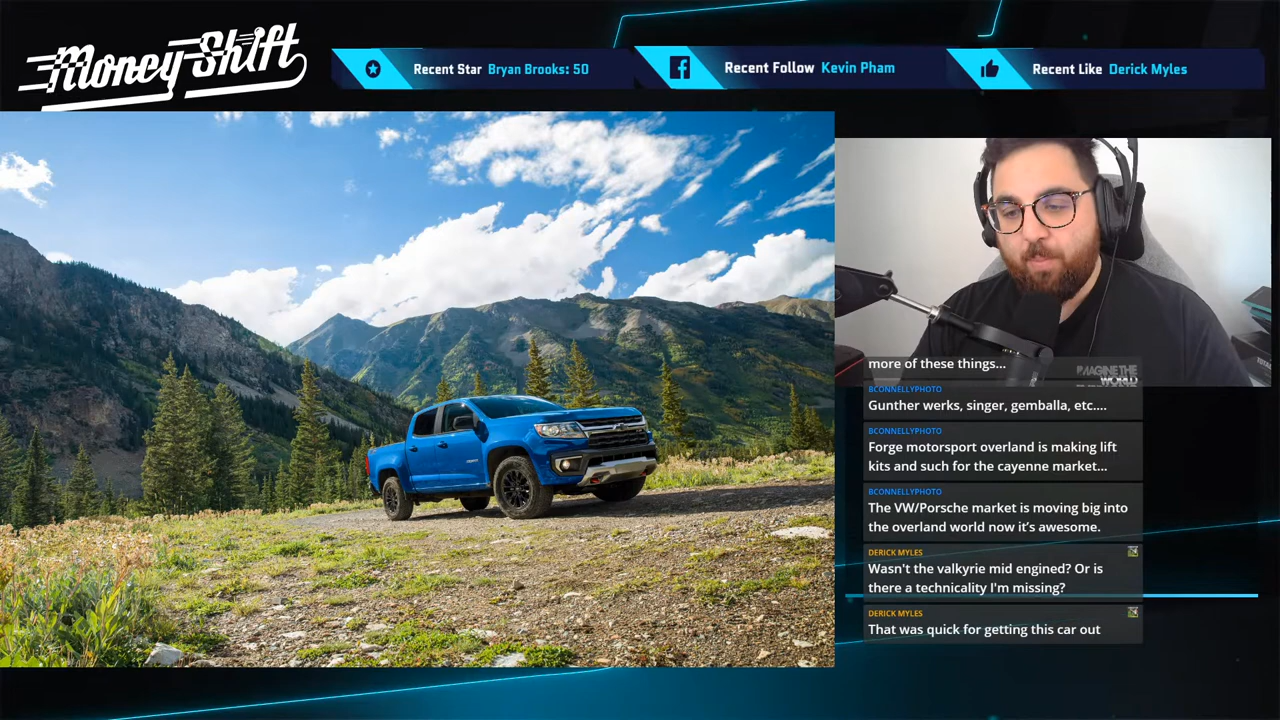 Money Shift
Recent Star Bryan Brooks: 50
Recent Follow Kevin Pham
Recent Like Derick Myles
more of these things...
IMAGINE THE
WORLD
BCONNELLYPHOTO
Gunther werks, singer, gemballa, etc....
BCONNELLYPHOTO
Forge motorsport overland is making lift
kits and such for the cayenne market...
BCONNELLYPHOTO
The VW/Porsche market is moving big into
the overland world now it's awesome.
DERICK MYLES
Wasn't the valkyrie mid engined? Or is
there a technicality I'm missing?
DERICK MYLES
That was quick for getting this car out